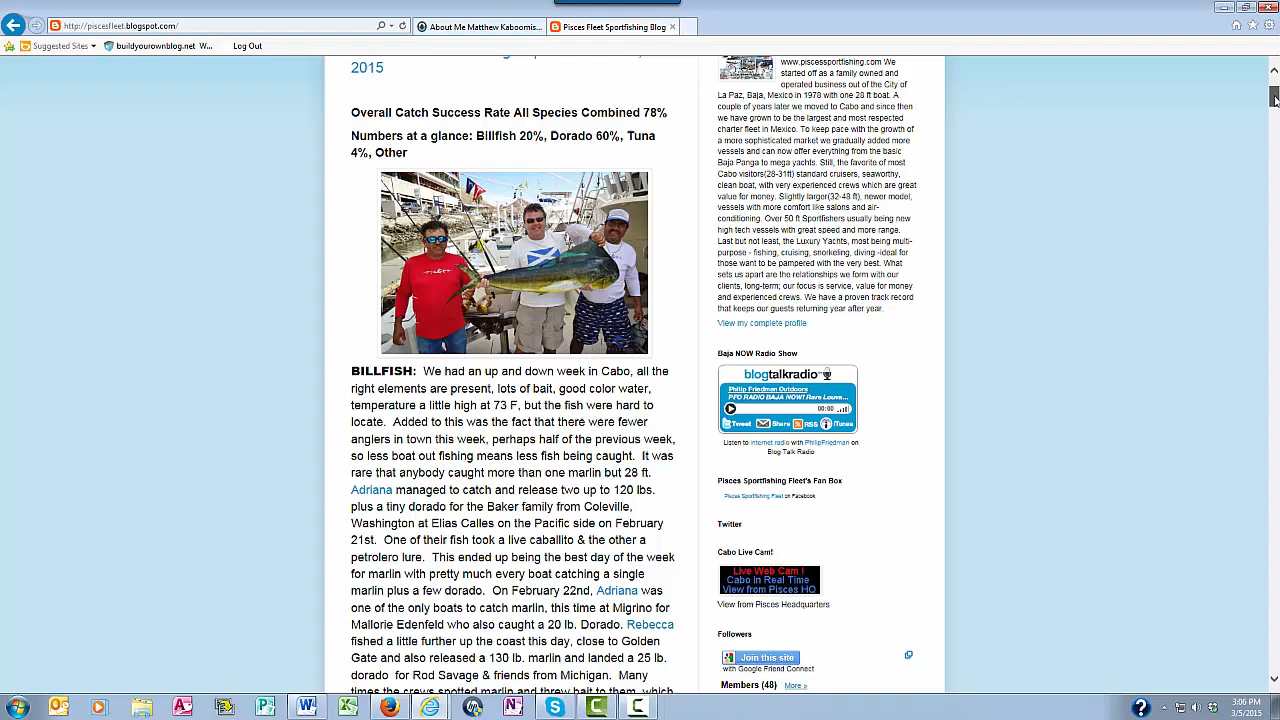 http://piscesfleet.blogspot.com/
About Me Matthew Kaboomis...
Pisces Fleet Sportfishing Blog
Suggested Sites
buildyourownblog.net W...
Log Out
2015
Overall Catch Success Rate All Species Combined 78%
Numbers at a glance: Billfish 20%, Dorado 60%, Tuna
4%, Other
BILLFISH: We had an up and down week in Cabo, all the
right elements are present, lots of bait, good color water,
temperature a little high at 73 F, but the fish were hard to
locate. Added to this was the fact that there were fewer
anglers in town this week, perhaps half of the previous week,
so less boat out fishing means less fish being caught. It was
rare that anybody caught more than one marlin but 28 ft.
Adriana managed to catch and release two up to 120 lbs.
plus a tiny dorado for the Baker family from Coleville,
Washington at Elias Calles on the Pacific side on February
21st. One of their fish took a live caballito & the other a
petrolero lure. This ended up being the best day of the week
for marlin with pretty much every boat catching a single
marlin plus a few dorado. On February 22nd, Adriana was
one of the only boats to catch marlin, this time at Migrino for
Mallorie Edenfeld who also caught a 20 lb. Dorado. Rebecca
fished a little further up the coast this day, close to Golden
Gate and also released a 130 lb. marlin and landed a 25 lb.
dorado for Rod Savage & friends from Michigan. Many
times the crews spotted marlin and threw bait to them, which
www.piscessportfishing.com We
started off as a family owned and
operated business out of the City of
La Paz, Baja, Mexico in 1978 with one 28 ft boat. A
couple of years later we moved to Cabo and since then
we have grown to be the largest and most respected
charter fleet in Mexico. To keep pace with the growth of
a more sophisticated market we gradually added more
vessels and can now offer everything from the basic
Baja Panga to mega yachts. Still, the favorite of most
Cabo visitors(28-31ft) standard cruisers, seaworthy,
clean boat, with very experienced crews which are great
value for money. Slightly larger(32-48 ft), newer model,
vessels with more comfort like salons and air-
conditioning. Over 50 ft Sportfishers usually being new
high tech vessels with great speed and more range.
Last but not least, the Luxury Yachts, most being multi-
purpose - fishing, cruising, snorkeling, diving -ideal for
those want to be pampered with the very best. What
sets us apart are the relationships we form with our
clients, long-term; our focus is service, value for money
and experienced crews. We have a proven track record
that keeps our guests returning year after year.
View my complete profile
Baja NOW Radio Show
blogtalkradio
Philip Friedman Outdoors
PFO RADIO BAJA NOW! Rare Louva...
00:00
Tweet Share RSS iTunes
Listen to internet radio with PhilipFriedman on
Blog Talk Radio
Pisces Sportfishing Fleet's Fan Box
Pisces Sportfishing Fleet on Facebook
Twitter
Cabo Live Cam!
Live Web Cam !
Cabo in Real Time
View from Pisces HQ
View from Pisces Headquarters
Followers
Join this site
with Google Friend Connect
Members (48) More »
3:06 PM
3/5/2015